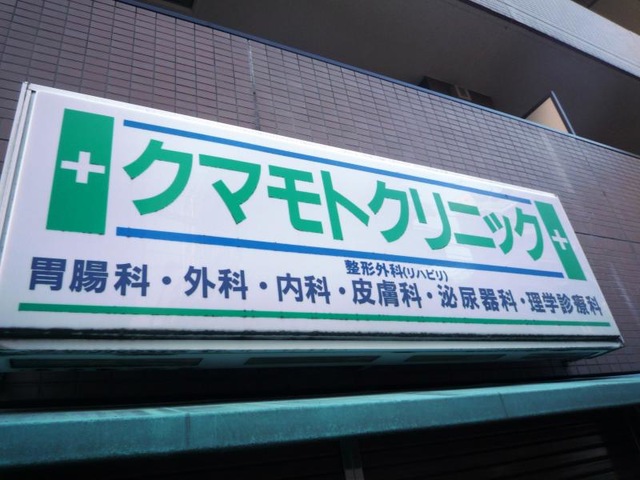 クマモトクリニック
整形外科(リハビリ)
胃腸科・外科・内科・皮膚科・泌尿器科・理学診療科